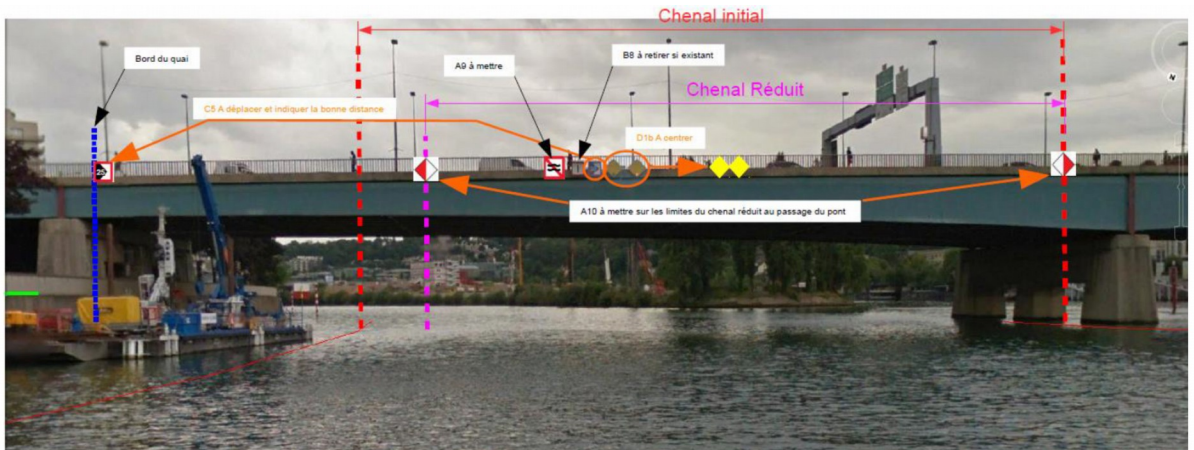 Chenal initial
Bord du quai
B8 à retirer si existant
A9 à mettre
Chenal Réduit
C5 A déplacer et indiquer la bonne distance
D1b A centrer
25
A10 à mettre sur les limites du chenal réduit au passage du pont